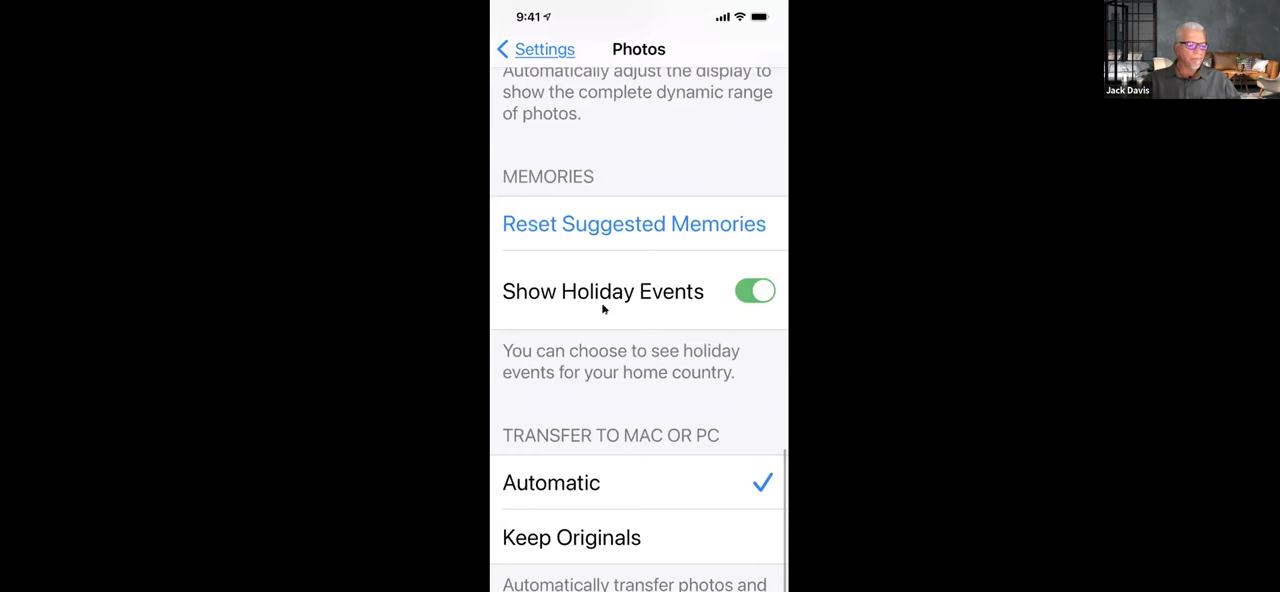 9:41
Settings
Photos
Automatically adjust the display to
show the complete dynamic range
of photos.
MEMORIES
Reset Suggested Memories
Show Holiday Events
You can choose to see holiday
events for your home country.
TRANSFER TO MAC OR PC
Automatic
Keep Originals
Automatically transfer photos and
Jack Davis